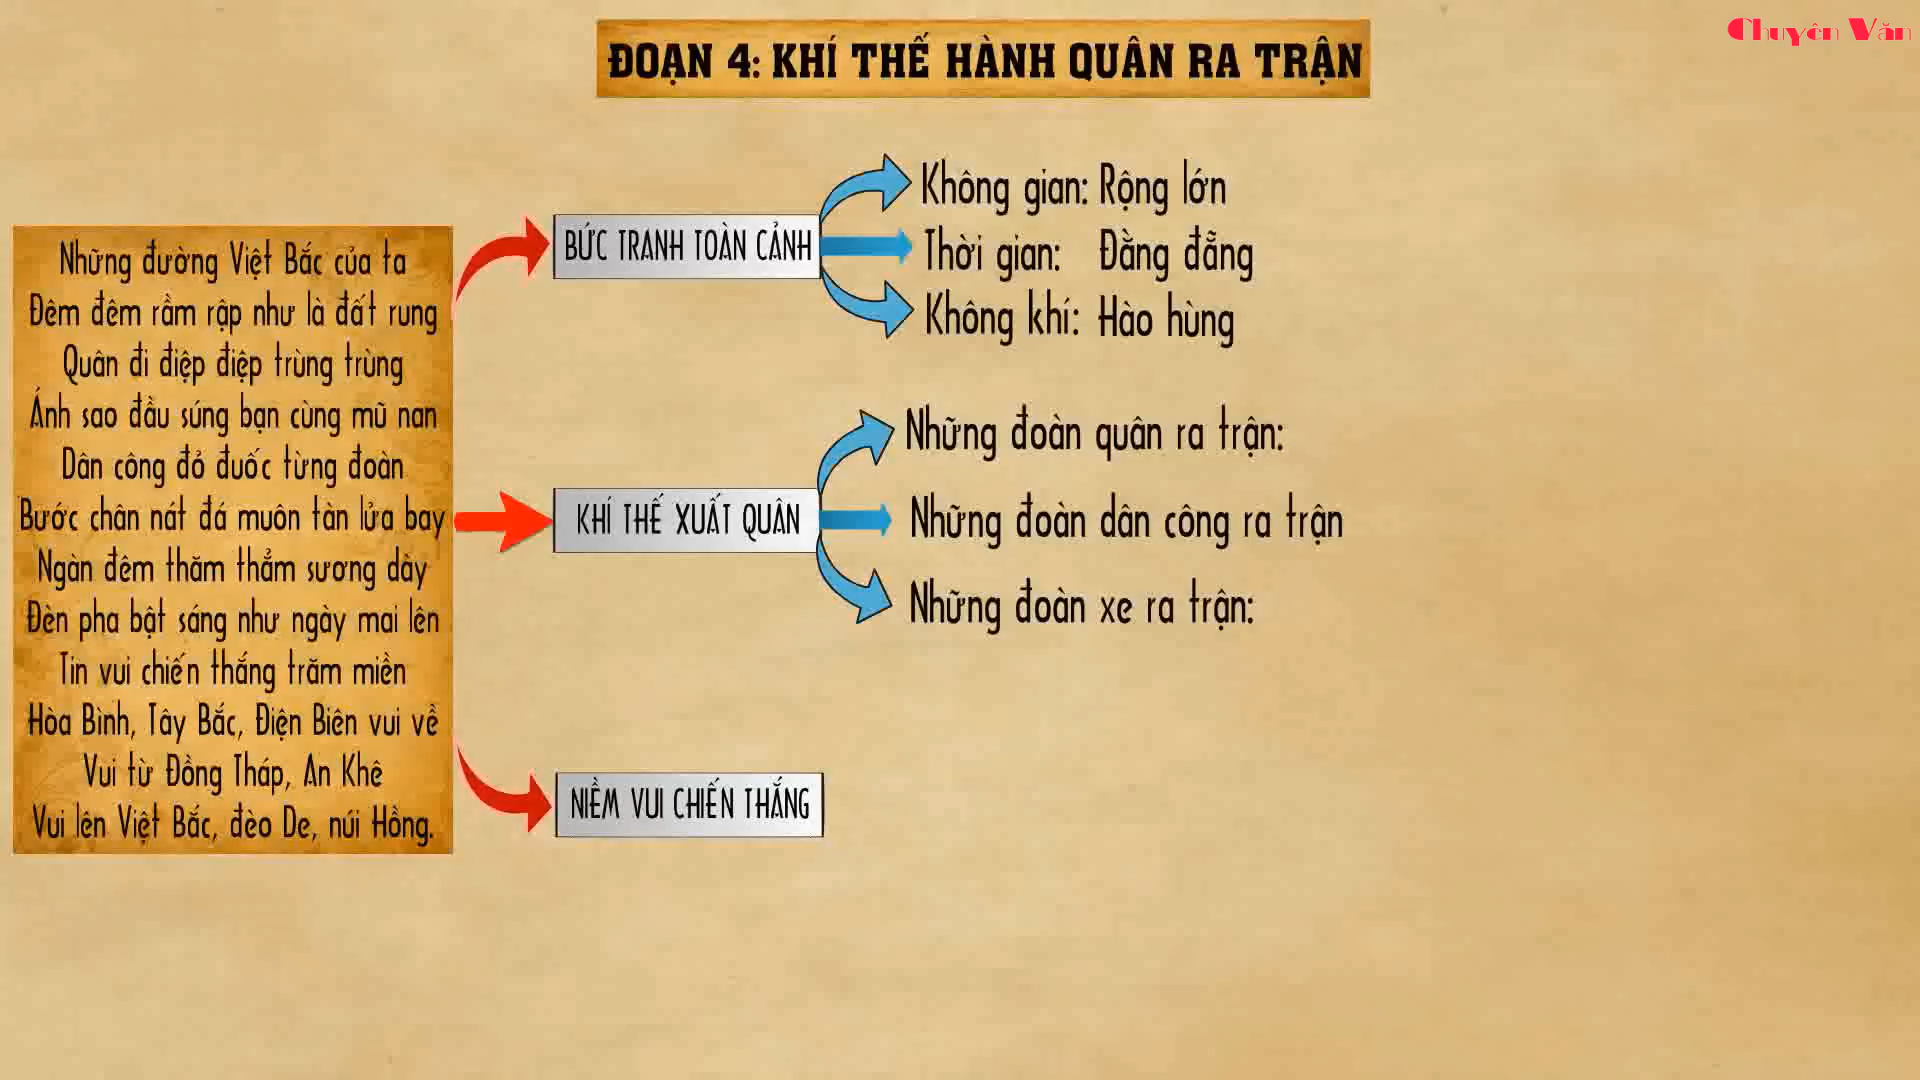 Chuyên Văn
ĐOẠN 4: KHÍ THẾ HÀNH QUÂN RA TRẬN
Những đường Việt Bắc của ta
Đêm đêm rầm rập như là đất rung
Quân đi điệp điệp trùng trùng
Ánh sao đầu súng bạn cùng mũ nan
Dân công đỏ đuốc từng đoàn
Bước chân nát đá muôn tàn lửa bay
Ngàn đêm thăm thẳm sương dày
Đèn pha bật sáng như ngày mai lên
Tin vui chiến thắng trăm miền
Hòa Bình, Tây Bắc, Điện Biên vui về
Vui từ Đồng Tháp, An Khê
Vui lên Việt Bắc, đèo De, núi Hồng.
BỨC TRANH TOÀN CẢNH
Không gian: Rộng lớn
Thời gian: Đằng đẵng
Không khí: Hào hùng
KHÍ THẾ XUẤT QUÂN
Những đoàn quân ra trận:
Những đoàn dân công ra trận
Những đoàn xe ra trận:
NIỀM VUI CHIẾN THẮNG